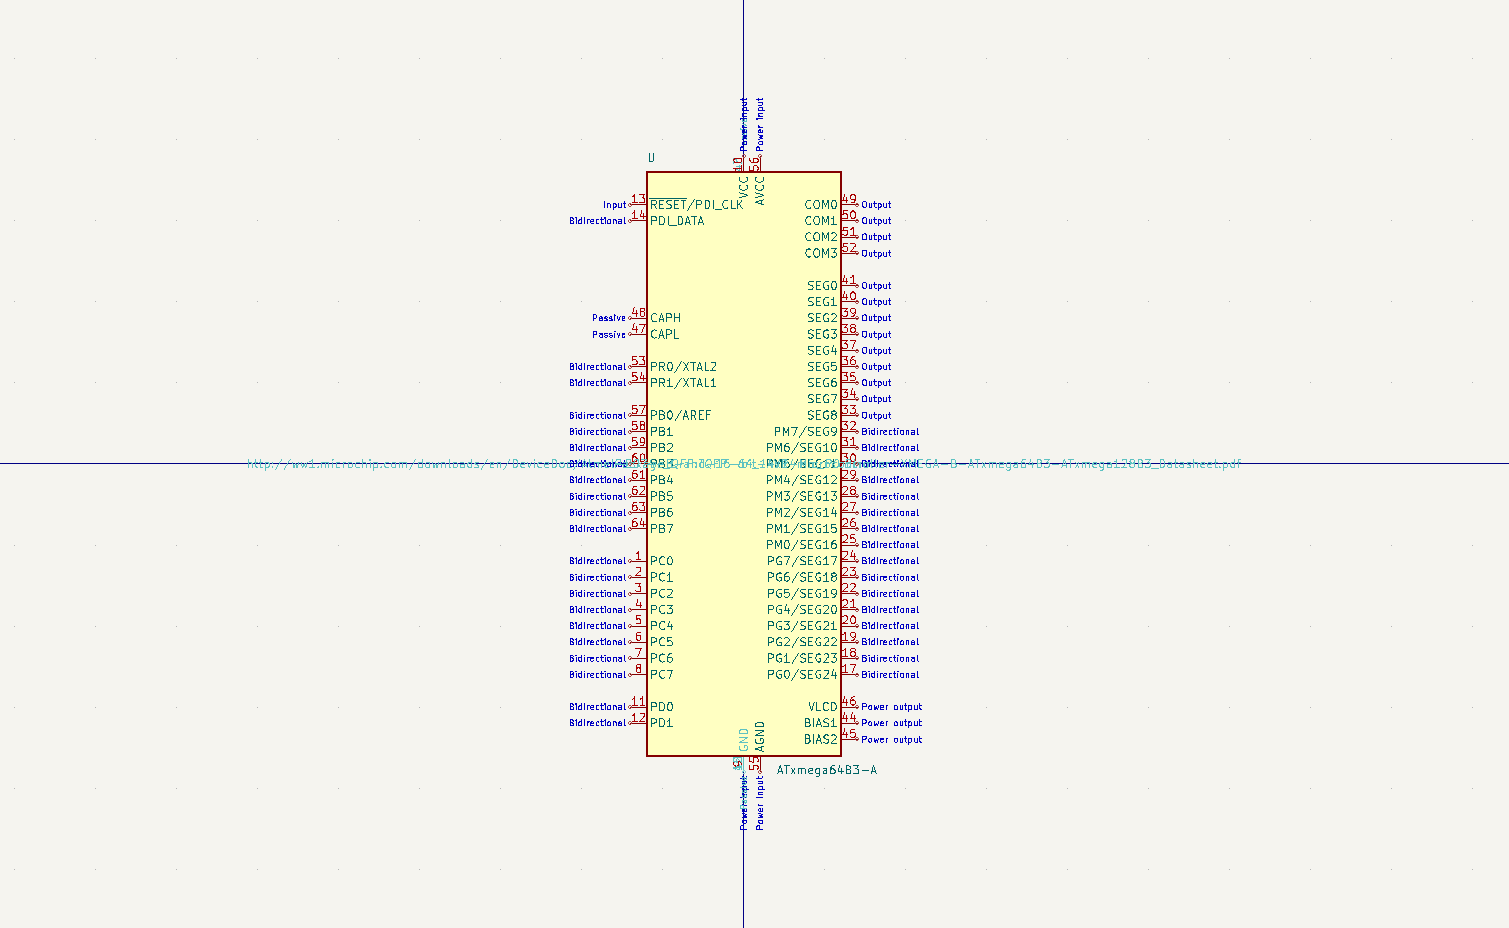 Power Input
Power Input
10
56
U
VCC
AVCC
Input 13 RESET/PDI_CLK
COM0 49 Output
Bidirectional 14 PDI_DATA
COM1 50 Output
COM2 51 Output
COM3 52 Output
SEG0 41 Output
SEG1 40 Output
Passive 48 CAPH
SEG2 39 Output
Passive 47 CAPL
SEG3 38 Output
SEG4 37 Output
Bidirectional 53 PR0/XTAL2
SEG5 36 Output
Bidirectional 54 PR1/XTAL1
SEG6 35 Output
SEG7 34 Output
Bidirectional 57 PB0/AREF
SEG8 33 Output
Bidirectional 58 PB1
PM7/SEG9 32 Bidirectional
Bidirectional 59 PB2
PM6/SEG10 31 Bidirectional
60
30
http://ww1.microchip.com/downloads/en/DeviceDoc
XMEGA-B-ATxmega64B3-ATxmega128B3_Datasheet.pdf
Bidirectional 61 PB4
PM4/SEG12 29 Bidirectional
Bidirectional 62 PB5
PM3/SEG13 28 Bidirectional
Bidirectional 63 PB6
PM2/SEG14 27 Bidirectional
Bidirectional 64 PB7
PM1/SEG15 26 Bidirectional
PM0/SEG16 25 Bidirectional
Bidirectional 1 PC0
PG7/SEG17 24 Bidirectional
Bidirectional 2 PC1
PG6/SEG18 23 Bidirectional
Bidirectional 3 PC2
PG5/SEG19 22 Bidirectional
Bidirectional 4 PC3
PG4/SEG20 21 Bidirectional
Bidirectional 5 PC4
PG3/SEG21 20 Bidirectional
Bidirectional 6 PC5
PG2/SEG22 19 Bidirectional
Bidirectional 7 PC6
PG1/SEG23 18 Bidirectional
Bidirectional 8 PC7
PG0/SEG24 17 Bidirectional
Bidirectional 11 PD0
VLCD 46 Power output
Bidirectional 12 PD1
BIAS1 44 Power output
BIAS2 45 Power output
GND
AGND
55
ATxmega64B3-A
Power Input
Power Input